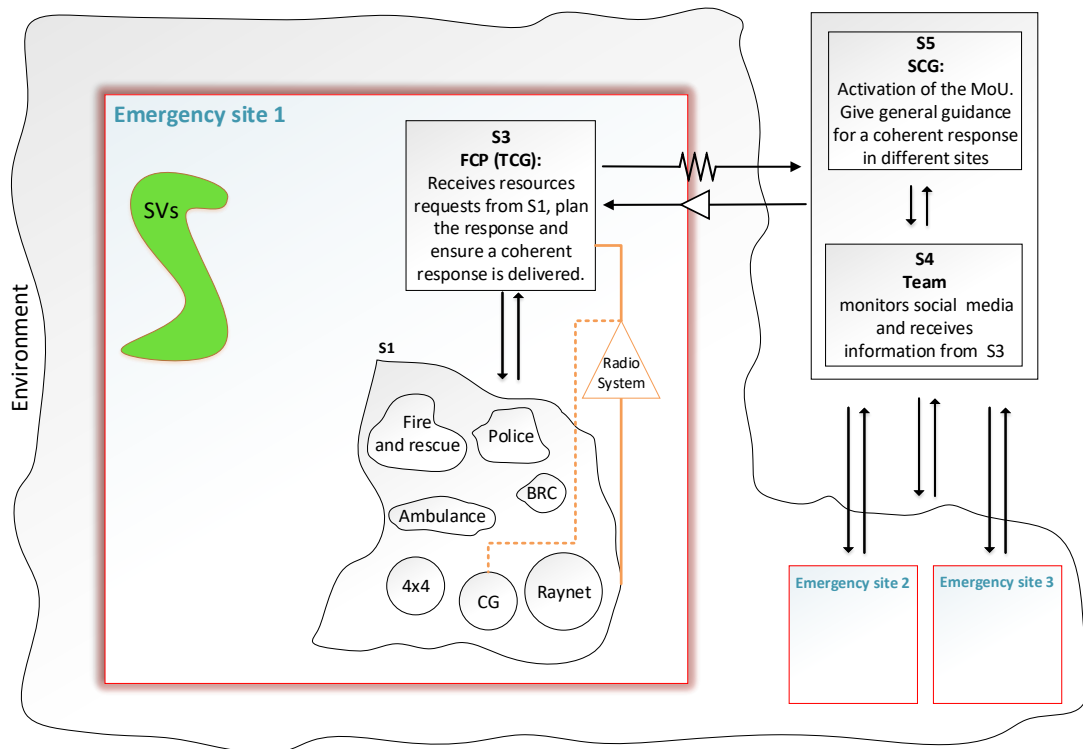 Environment
Emergency site 1
SVs
S3
FCP (TCG):
Receives resources
requests from S1, plan
the response and
ensure a coherent
response is delivered.
S1
Fire
and rescue
Police
BRC
Ambulance
4x4
CG
Raynet
Radio
System
S5
SCG:
Activation of the MoU.
Give general guidance
for a coherent response
in different sites
S4
Team
monitors social media
and receives
information from S3
Emergency site 2
Emergency site 3